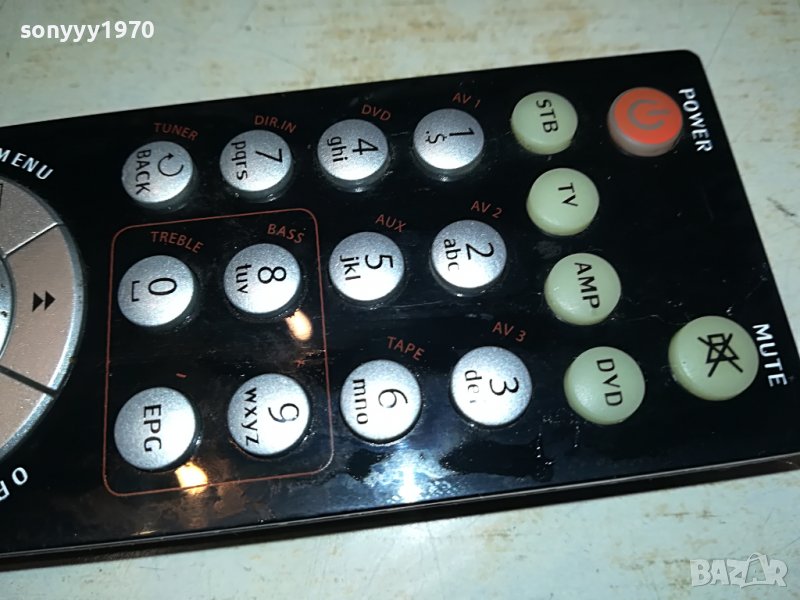 sonyyy1970
POWER
MUTE
STB
TV
AMP
DVD
AV 1
AV 2
AV 3
1
.$
2
abc
3
DVD
AUX
TAPE
4
ghi
5
jkl
6
mno
DIR.IN
BASS
+
7
pqrs
8
tuv
9
wxyz
TUNER
TREBLE
-
BACK
0
EPG
MENU
BAZAR